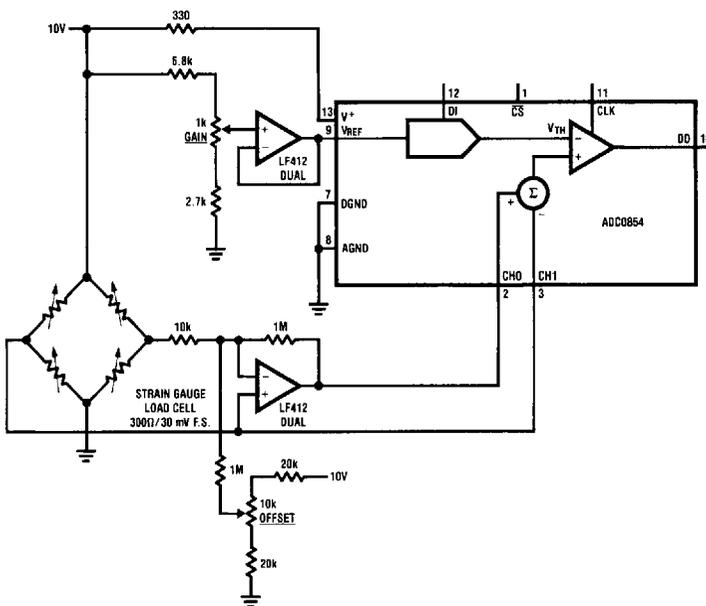 330
10V
6.8k
12
1
11
DI
CS
CLK
1k
GAIN
13
V+
9
VREF
VTH
LF412
DUAL
DO
2.7k
7
DGND
Σ
ADC0854
8
AGND
CH0
CH1
2
3
10k
1M
STRAIN GAUGE
LOAD CELL
300Ω/30 mV F.S.
LF412
DUAL
1M
20k
10V
10k
OFFSET
20k